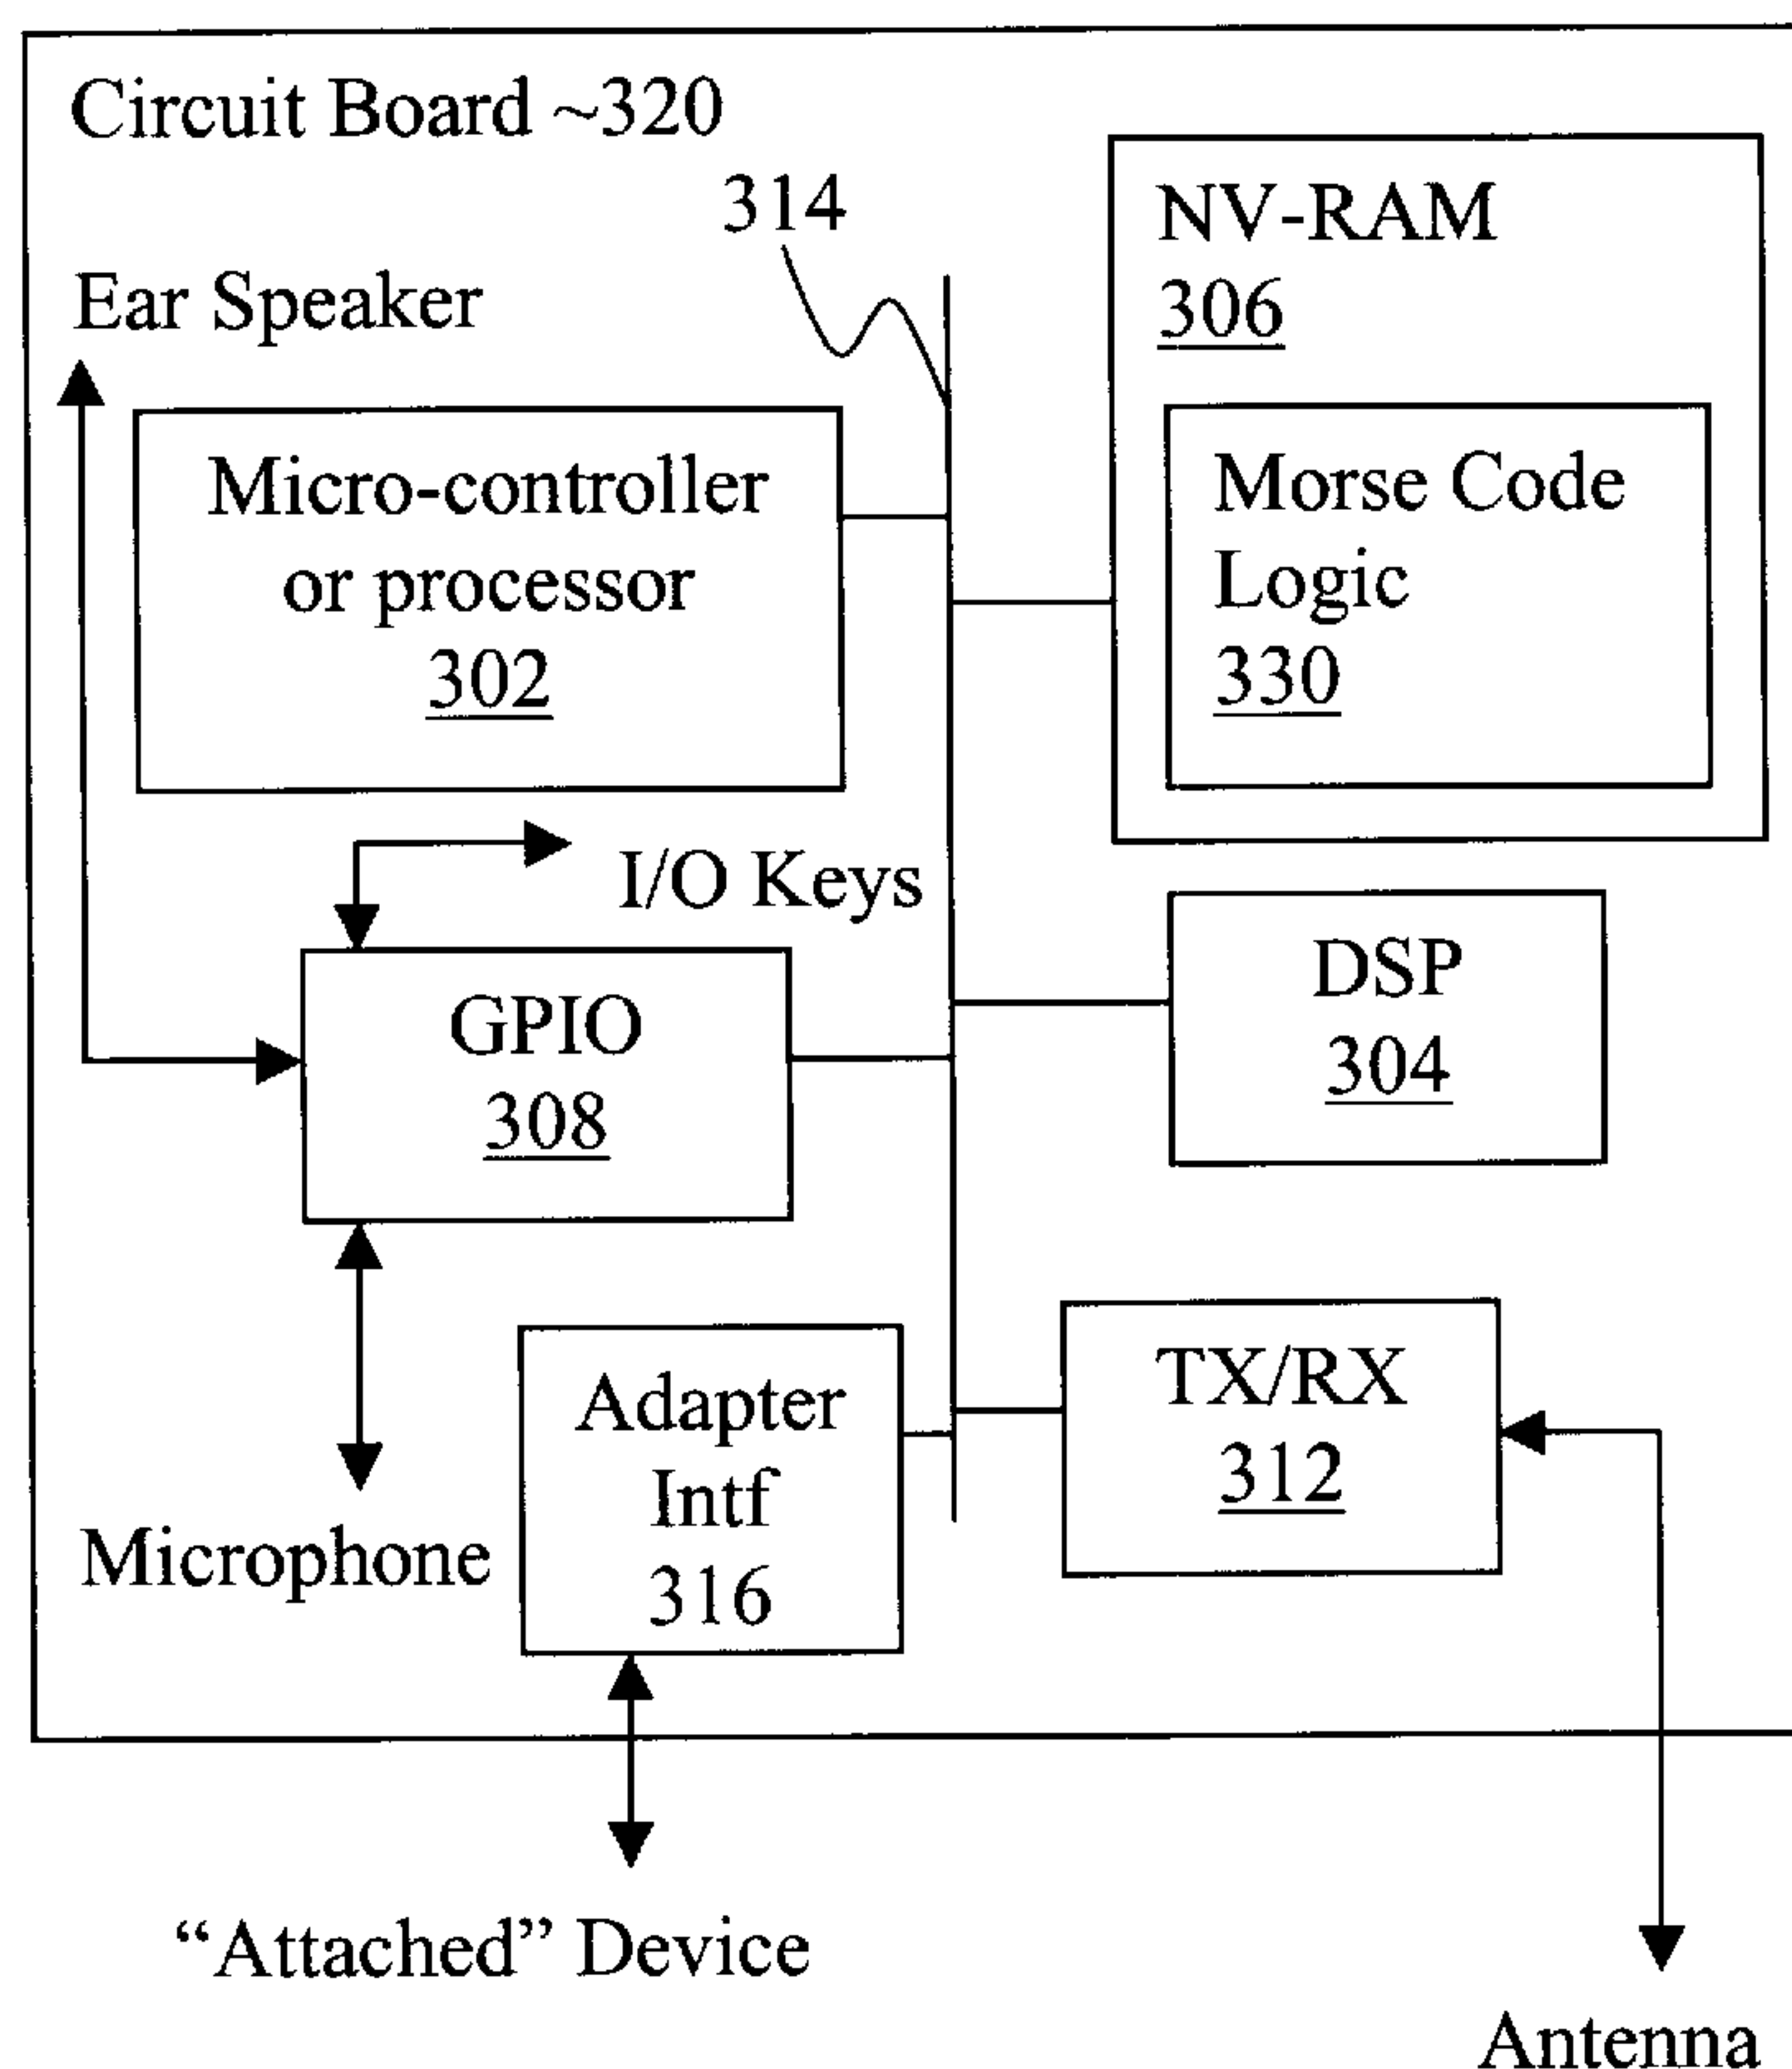 Circuit Board ~320
314
NV-RAM
306
Ear Speaker
Micro-controller
or processor
302
Morse Code
Logic
330
I/O Keys
GPIO
308
DSP
304
Adapter
Intf
316
TX/RX
312
Microphone
“Attached” Device
Antenna